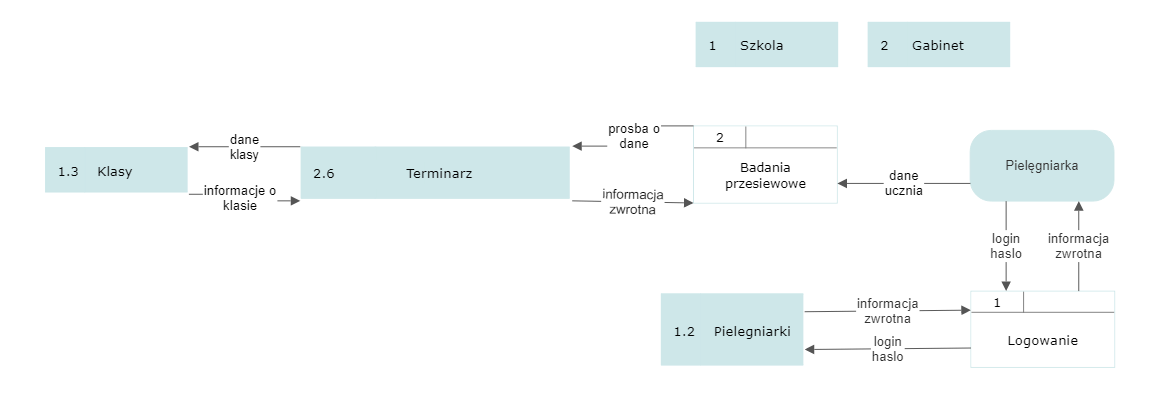 1 Szkola
2 Gabinet
prosba o
dane
2
dane
klasy
Badania
przesiewowe
Pielęgniarka
1.3 Klasy
2.6 Terminarz
dane
ucznia
informacje o
klasie
informacja
zwrotna
login
haslo
informacja
zwrotna
informacja
zwrotna
1
1.2 Pielegniarki
Logowanie
login
haslo